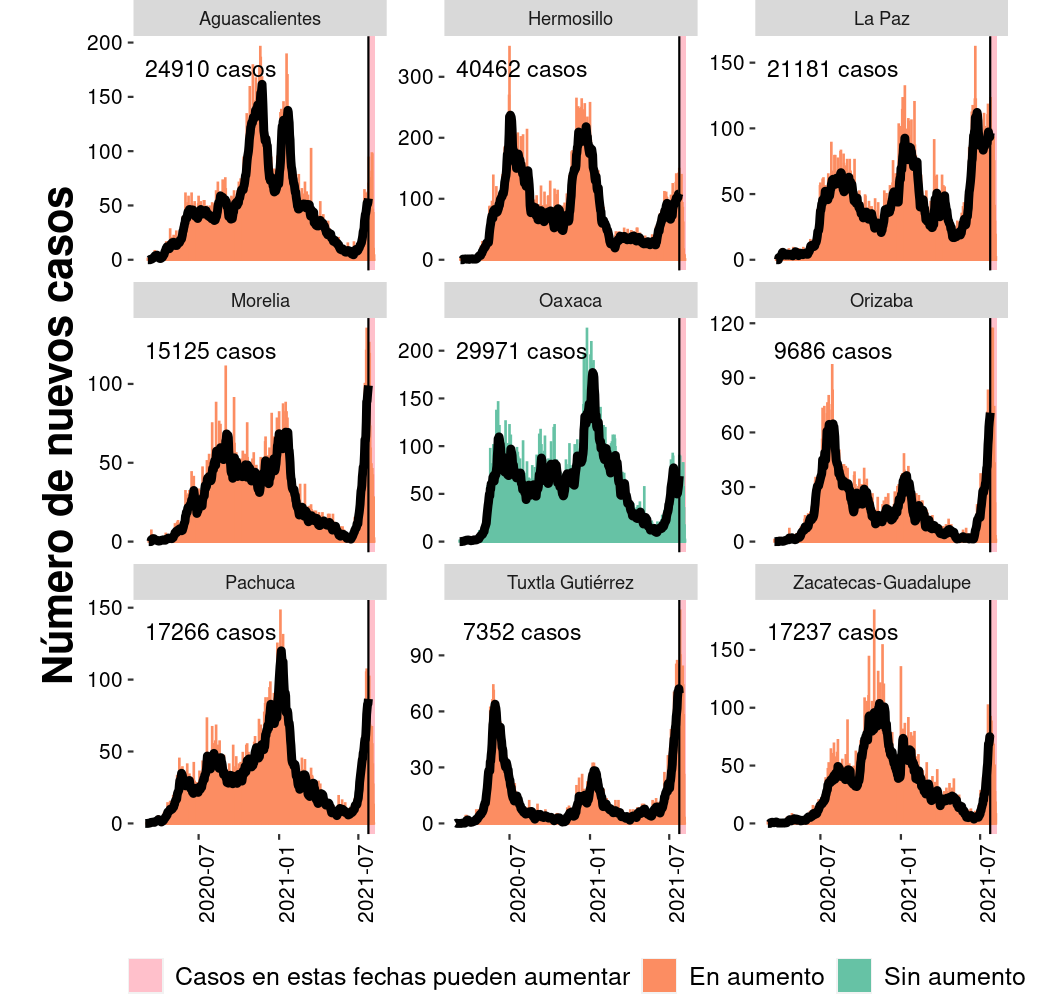 Número de nuevos casos
Aguascalientes
200
150
100
50
0
24910 casos
Hermosillo
300
200
100
0
40462 casos
La Paz
150
100
50
0
21181 casos
Morelia
100
50
0
15125 casos
Oaxaca
200
150
100
50
0
29971 casos
Orizaba
120
90
60
30
0
9686 casos
Pachuca
150
100
50
0
17266 casos
2020-07
2021-01
2021-07
Tuxtla Gutiérrez
90
60
30
0
7352 casos
2020-07
2021-01
2021-07
Zacatecas-Guadalupe
150
100
50
0
17237 casos
2020-07
2021-01
2021-07
Casos en estas fechas pueden aumentar
En aumento
Sin aumento